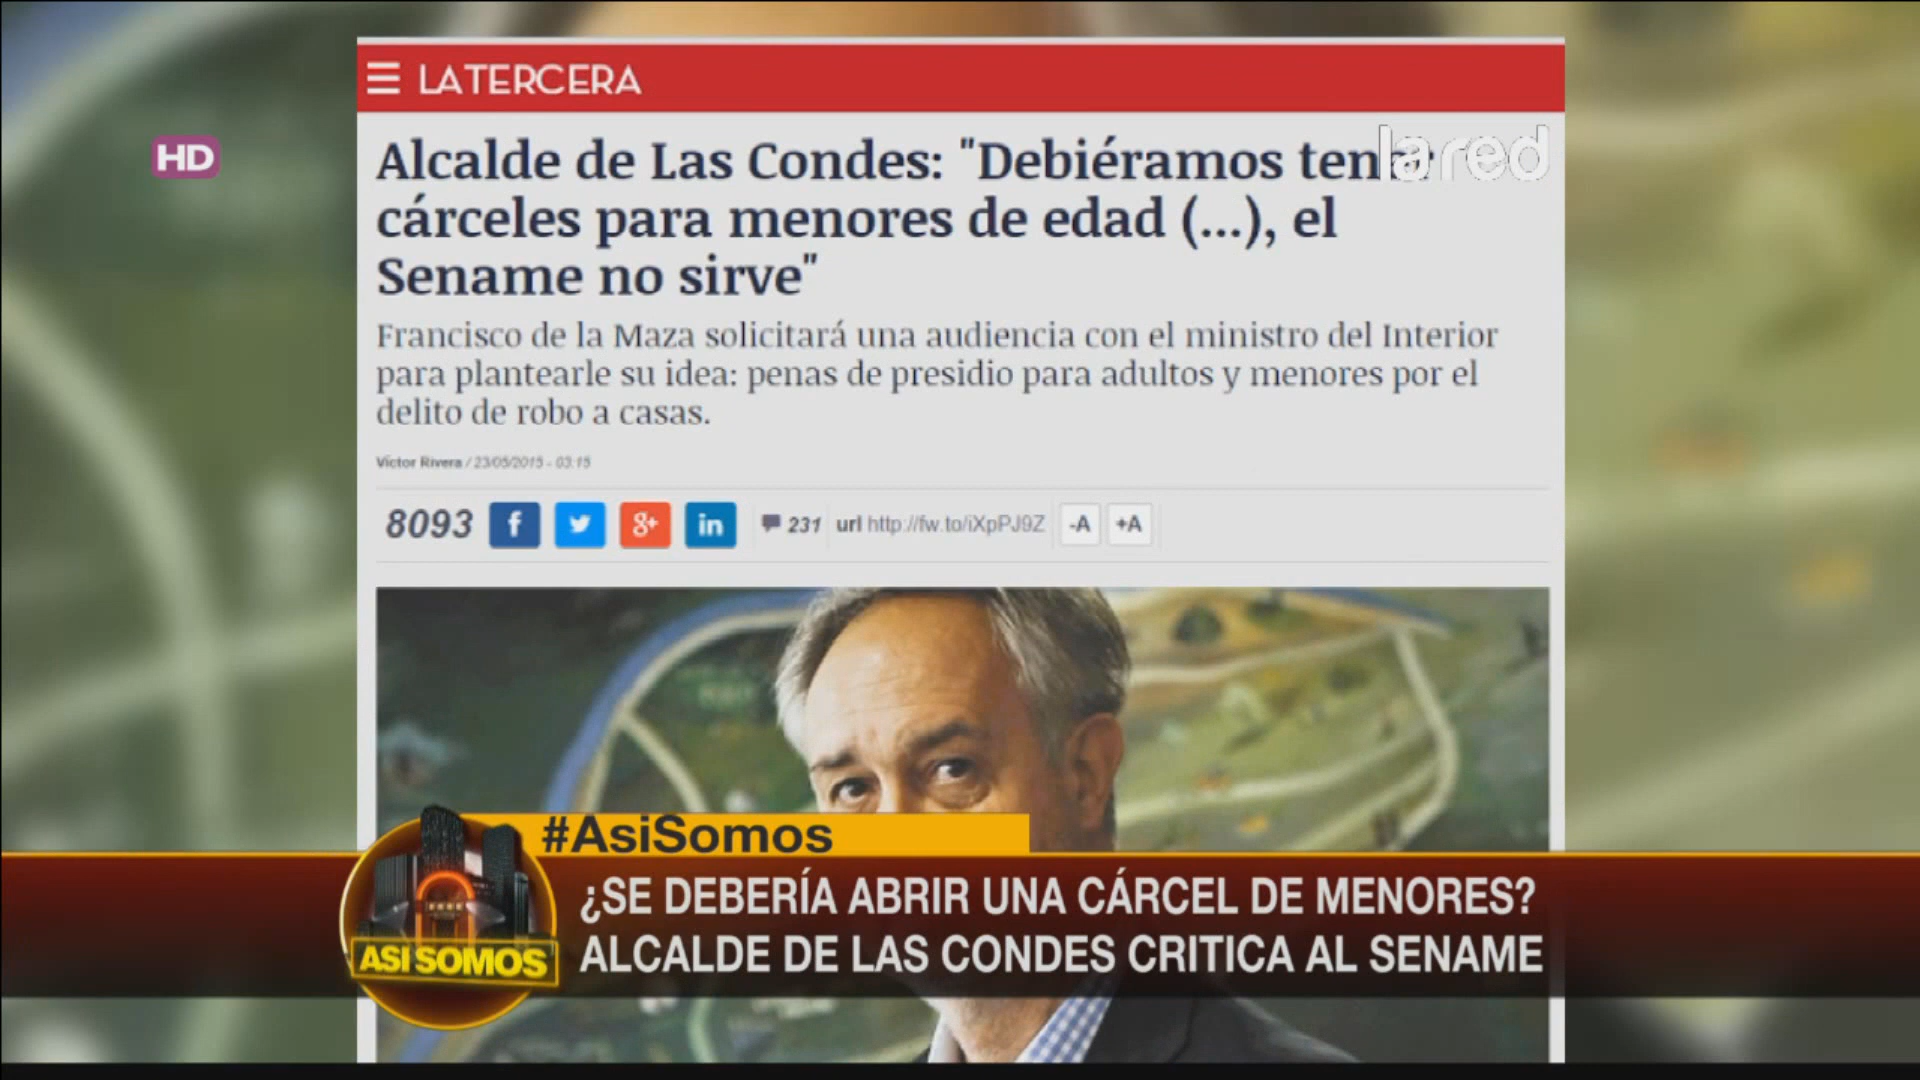 LATERCERA
HD
la red
Alcalde de Las Condes: "Debiéramos tener
cárceles para menores de edad (...), el
Sename no sirve"
Francisco de la Maza solicitará una audiencia con el ministro del Interior
para plantearle su idea: penas de presidio para adultos y menores por el
delito de robo a casas.
Víctor Rivera / 23/05/2015 - 03:15
8093 f g+ in 231 url http://fw.to/iXpPJ9Z -A +A
#AsiSomos
¿SE DEBERÍA ABRIR UNA CÁRCEL DE MENORES?
ALCALDE DE LAS CONDES CRITICA AL SENAME
ASI SOMOS